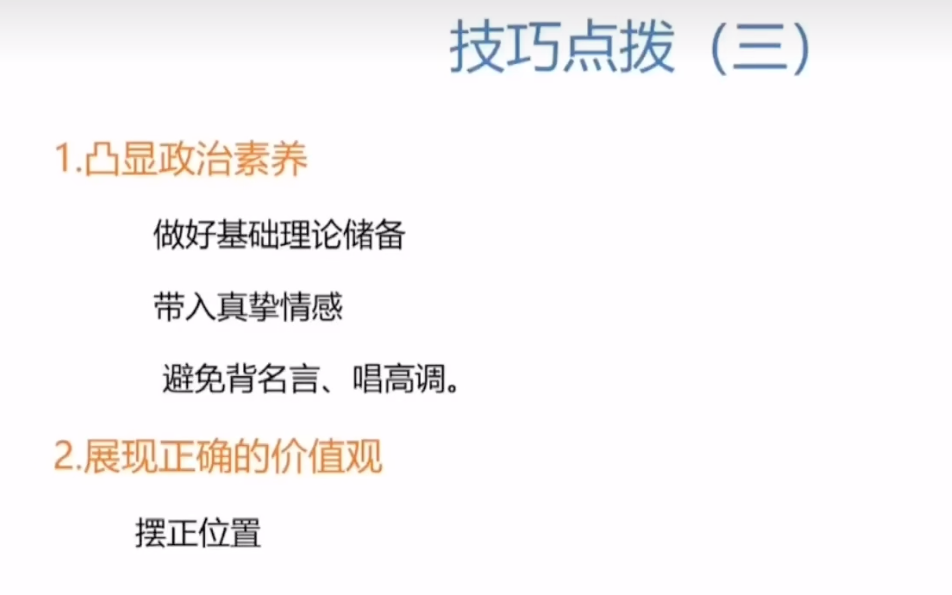 技巧点拨（三）
1.凸显政治素养
做好基础理论储备
带入真挚情感
避免背名言、唱高调。
2.展现正确的价值观
摆正位置